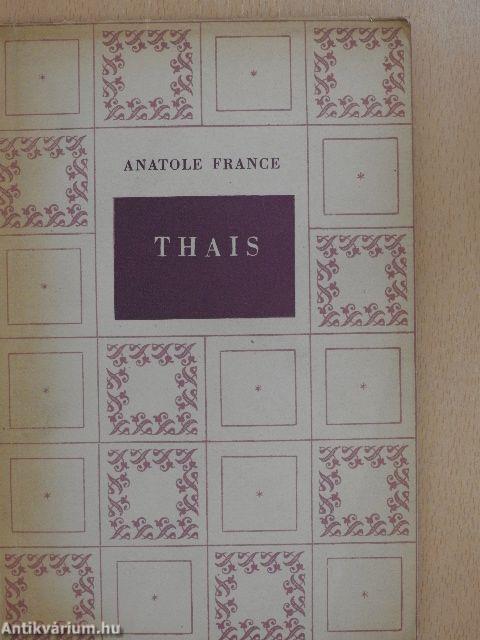 ANATOLE FRANCE
THAIS
Antikvárium.hu